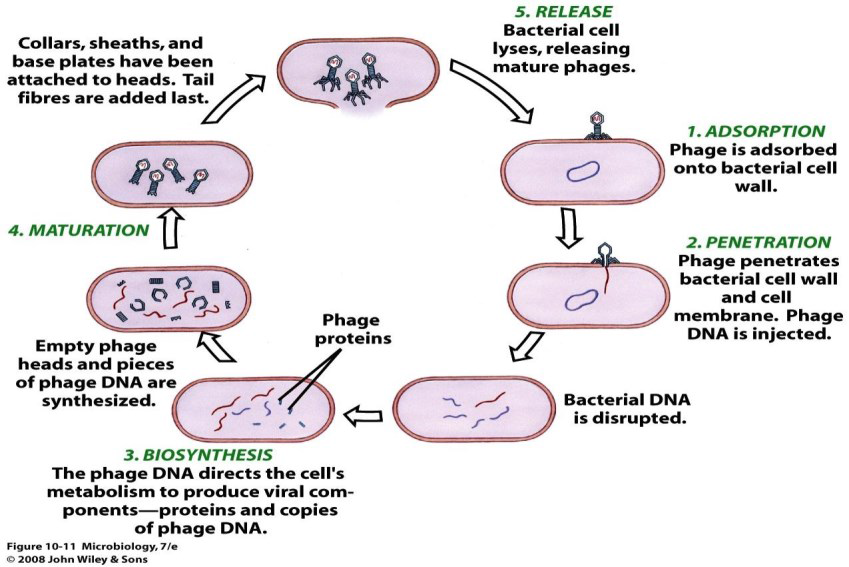 5. RELEASE
Bacterial cell
lyses, releasing
mature phages.
Collars, sheaths, and
base plates have been
attached to heads. Tail
fibres are added last.
1. ADSORPTION
Phage is adsorbed
onto bacterial cell
wall.
4. MATURATION
2. PENETRATION
Phage penetrates
bacterial cell wall
and cell
membrane. Phage
DNA is injected.
Phage
proteins
Empty phage
heads and pieces
of phage DNA are
synthesized.
Bacterial DNA
is disrupted.
3. BIOSYNTHESIS
The phage DNA directs the cell's
metabolism to produce viral com-
ponents—proteins and copies
of phage DNA.
Figure 10-11 Microbiology, 7/e
© 2008 John Wiley & Sons